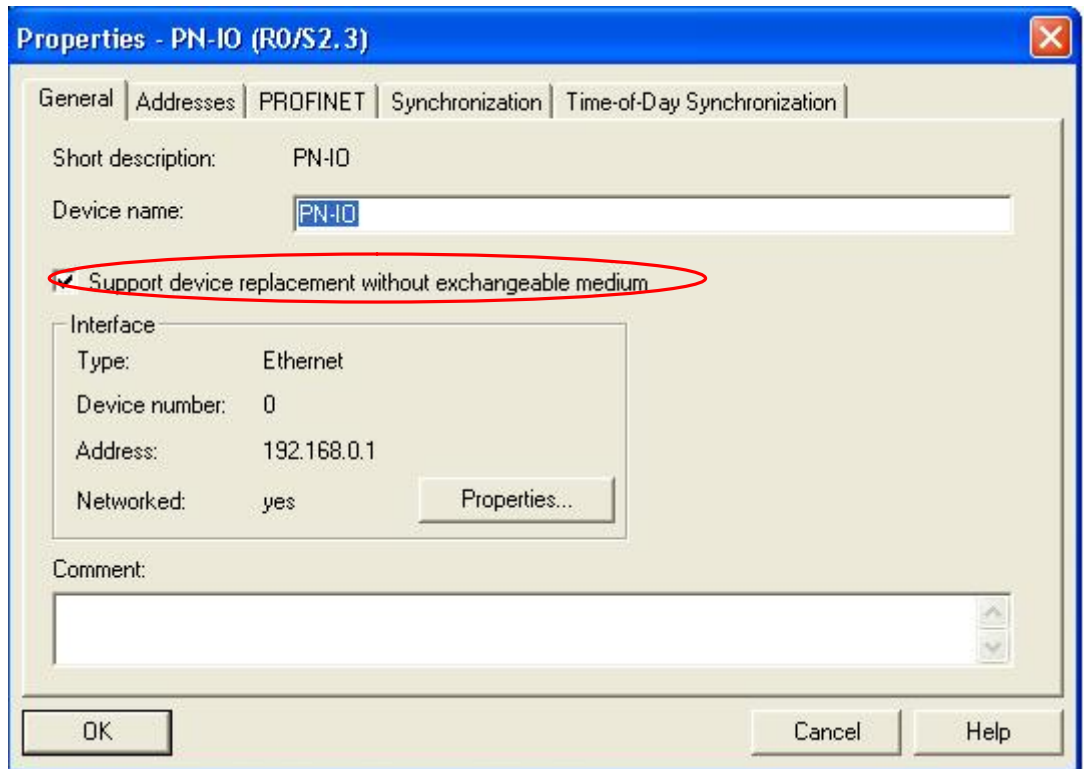 Properties - PN-IO (R0/S2.3)
General Addresses PROFINET Synchronization Time-of-Day Synchronization
Short description: PN-IO
Device name: PN-IO
Support device replacement without exchangeable medium
Interface
Type: Ethernet
Device number: 0
Address: 192.168.0.1
Networked: yes Properties...
Comment:
OK Cancel Help